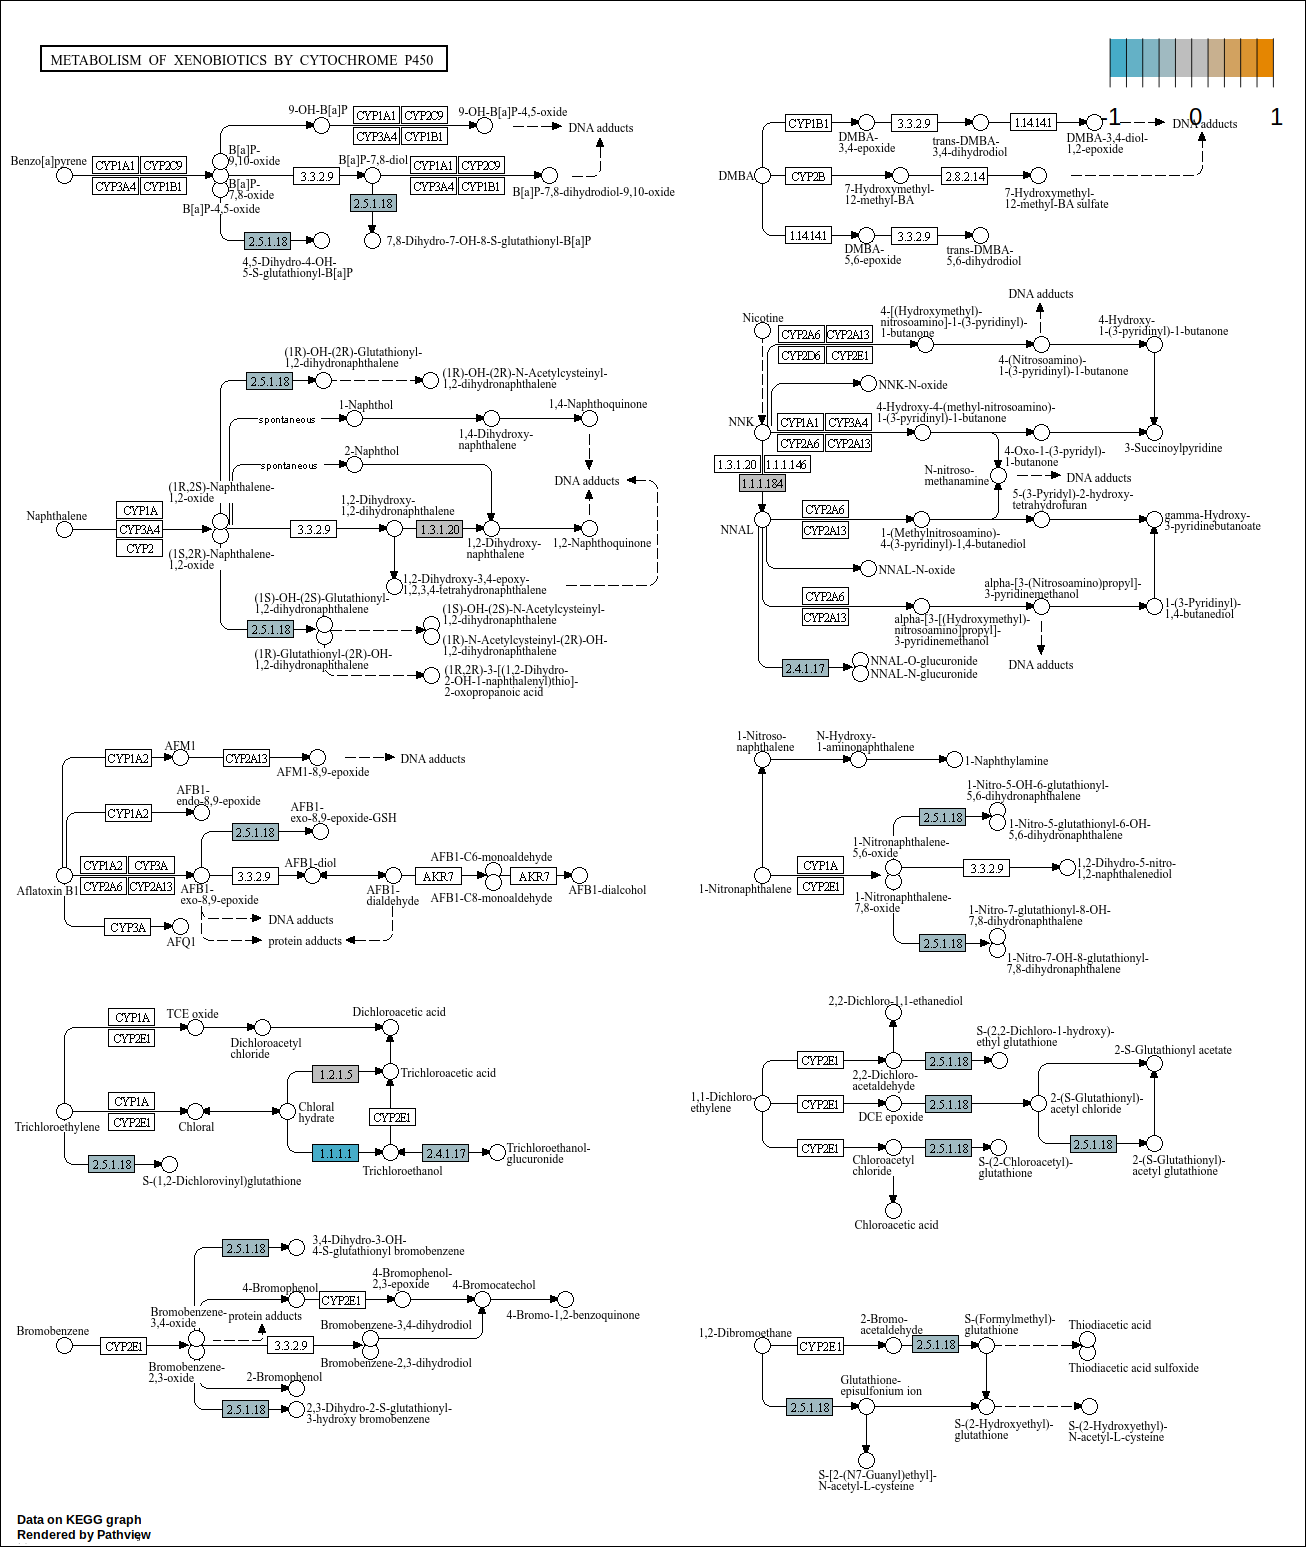 METABOLISM OF XENOBIOTICS BY CYTOCHROME P450
-1
0
1
9-OH-B[a]P
CYP1A1
CYP2C9
CYP3A4
CYP1B1
9-OH-B[a]P-4,5-oxide
DNA adducts
Benzo[a]pyrene
CYP1A1
CYP2C9
CYP3A4
CYP1B1
B[a]P-
9,10-oxide
B[a]P-
7,8-oxide
B[a]P-4,5-oxide
3.3.2.9
B[a]P-7,8-diol
CYP1A1
CYP2C9
CYP3A4
CYP1B1
B[a]P-7,8-dihydrodiol-9,10-oxide
2.5.1.18
7,8-Dihydro-7-OH-8-S-glutathionyl-B[a]P
2.5.1.18
4,5-Dihydro-4-OH-
5-S-glutathionyl-B[a]P
DMBA
CYP1B1
DMBA-
3,4-epoxide
3.3.2.9
trans-DMBA-
3,4-dihydrodiol
1.14.14.1
DMBA-3,4-diol-
1,2-epoxide
DNA adducts
CYP2B
7-Hydroxymethyl-
12-methyl-BA
2.8.2.14
7-Hydroxymethyl-
12-methyl-BA sulfate
1.14.14.1
DMBA-
5,6-epoxide
3.3.2.9
trans-DMBA-
5,6-dihydrodiol
(1R)-OH-(2R)-Glutathionyl-
1,2-dihydronaphthalene
2.5.1.18
(1R)-OH-(2R)-N-Acetylcysteinyl-
1,2-dihydronaphthalene
spontaneous
1-Naphthol
1,4-Dihydroxy-
naphthalene
1,4-Naphthoquinone
spontaneous
2-Naphthol
DNA adducts
(1R,2S)-Naphthalene-
1,2-oxide
Naphthalene
CYP1A
CYP3A4
CYP2
(1S,2R)-Naphthalene-
1,2-oxide
3.3.2.9
1,2-Dihydroxy-
1,2-dihydronaphthalene
1.3.1.20
1,2-Dihydroxy-
naphthalene
1,2-Naphthoquinone
1,2-Dihydroxy-3,4-epoxy-
1,2,3,4-tetrahydronaphthalene
(1S)-OH-(2S)-Glutathionyl-
1,2-dihydronaphthalene
2.5.1.18
(1R)-Glutathionyl-(2R)-OH-
1,2-dihydronaphthalene
(1S)-OH-(2S)-N-Acetylcysteinyl-
1,2-dihydronaphthalene
(1R)-N-Acetylcysteinyl-(2R)-OH-
1,2-dihydronaphthalene
(1R,2R)-3-[(1,2-Dihydro-
2-OH-1-naphthalenyl)thio]-
2-oxopropanoic acid
Nicotine
CYP2A6
CYP2A13
CYP2D6
CYP2E1
4-[(Hydroxymethyl)-
nitrosoamino]-1-(3-pyridinyl)-
1-butanone
DNA adducts
4-(Nitrosoamino)-
1-(3-pyridinyl)-1-butanone
4-Hydroxy-
1-(3-pyridinyl)-1-butanone
NNK-N-oxide
NNK
CYP1A1
CYP3A4
CYP2A6
CYP2A13
4-Hydroxy-4-(methyl-nitrosoamino)-
1-(3-pyridinyl)-1-butanone
4-Oxo-1-(3-pyridyl)-
1-butanone
3-Succinoylpyridine
1.3.1.20
1.1.1.146
1.1.1.184
N-nitroso-
methanamine
DNA adducts
NNAL
CYP2A6
CYP2A13
1-(Methylnitrosoamino)-
4-(3-pyridinyl)-1,4-butanediol
5-(3-Pyridyl)-2-hydroxy-
tetrahydrofuran
gamma-Hydroxy-
3-pyridinebutanoate
NNAL-N-oxide
CYP2A6
CYP2A13
alpha-[3-[(Hydroxymethyl)-
nitrosoamino]propyl]-
3-pyridinemethanol
alpha-[3-(Nitrosoamino)propyl]-
3-pyridinemethanol
1-(3-Pyridinyl)-
1,4-butanediol
DNA adducts
2.4.1.17
NNAL-O-glucuronide
NNAL-N-glucuronide
CYP1A2
AFM1
CYP2A13
AFM1-8,9-epoxide
DNA adducts
CYP1A2
AFB1-
endo-8,9-epoxide
AFB1-
exo-8,9-epoxide-GSH
2.5.1.18
Aflatoxin B1
CYP1A2
CYP3A
CYP2A6
CYP2A13
AFB1-
exo-8,9-epoxide
3.3.2.9
AFB1-diol
AFB1-
dialdehyde
AKR7
AFB1-C6-monoaldehyde
AFB1-C8-monoaldehyde
AKR7
AFB1-dialcohol
CYP3A
AFQ1
DNA adducts
protein adducts
1-Nitroso-
naphthalene
N-Hydroxy-
1-aminonaphthalene
1-Naphthylamine
1-Nitronaphthalene
CYP1A
CYP2E1
1-Nitronaphthalene-
5,6-oxide
1-Nitronaphthalene-
7,8-oxide
2.5.1.18
1-Nitro-5-OH-6-glutathionyl-
5,6-dihydronaphthalene
1-Nitro-5-glutathionyl-6-OH-
5,6-dihydronaphthalene
3.3.2.9
1,2-Dihydro-5-nitro-
1,2-naphthalenediol
2.5.1.18
1-Nitro-7-glutathionyl-8-OH-
7,8-dihydronaphthalene
1-Nitro-7-OH-8-glutathionyl-
7,8-dihydronaphthalene
CYP1A
CYP2E1
TCE oxide
Dichloroacetyl
chloride
Dichloroacetic acid
Trichloroethylene
CYP1A
CYP2E1
Chloral
Chloral
hydrate
1.2.1.5
Trichloroacetic acid
CYP2E1
1.1.1.1
Trichloroethanol
2.4.1.17
Trichloroethanol-
glucuronide
2.5.1.18
S-(1,2-Dichlorovinyl)glutathione
1,1-Dichloro-
ethylene
2,2-Dichloro-1,1-ethanediol
CYP2E1
2,2-Dichloro-
acetaldehyde
2.5.1.18
S-(2,2-Dichloro-1-hydroxy)-
ethyl glutathione
CYP2E1
DCE epoxide
2.5.1.18
2-(S-Glutathionyl)-
acetyl chloride
2-S-Glutathionyl acetate
2.5.1.18
2-(S-Glutathionyl)-
acetyl glutathione
CYP2E1
Chloroacetyl
chloride
2.5.1.18
S-(2-Chloroacetyl)-
glutathione
Chloroacetic acid
2.5.1.18
3,4-Dihydro-3-OH-
4-S-glutathionyl bromobenzene
4-Bromophenol
CYP2E1
4-Bromophenol-
2,3-epoxide
4-Bromocatechol
4-Bromo-1,2-benzoquinone
Bromobenzene
CYP2E1
Bromobenzene-
3,4-oxide
protein adducts
Bromobenzene-
2,3-oxide
3.3.2.9
Bromobenzene-3,4-dihydrodiol
Bromobenzene-2,3-dihydrodiol
2-Bromophenol
2.5.1.18
2,3-Dihydro-2-S-glutathionyl-
3-hydroxy bromobenzene
1,2-Dibromoethane
CYP2E1
2-Bromo-
acetaldehyde
2.5.1.18
S-(Formylmethyl)-
glutathione
Thiodiacetic acid
Thiodiacetic acid sulfoxide
2.5.1.18
Glutathione-
episulfonium ion
S-(2-Hydroxyethyl)-
glutathione
S-(2-Hydroxyethyl)-
N-acetyl-L-cysteine
S-[2-(N7-Guanyl)ethyl]-
N-acetyl-L-cysteine
Data on KEGG graph
Rendered by Pathview